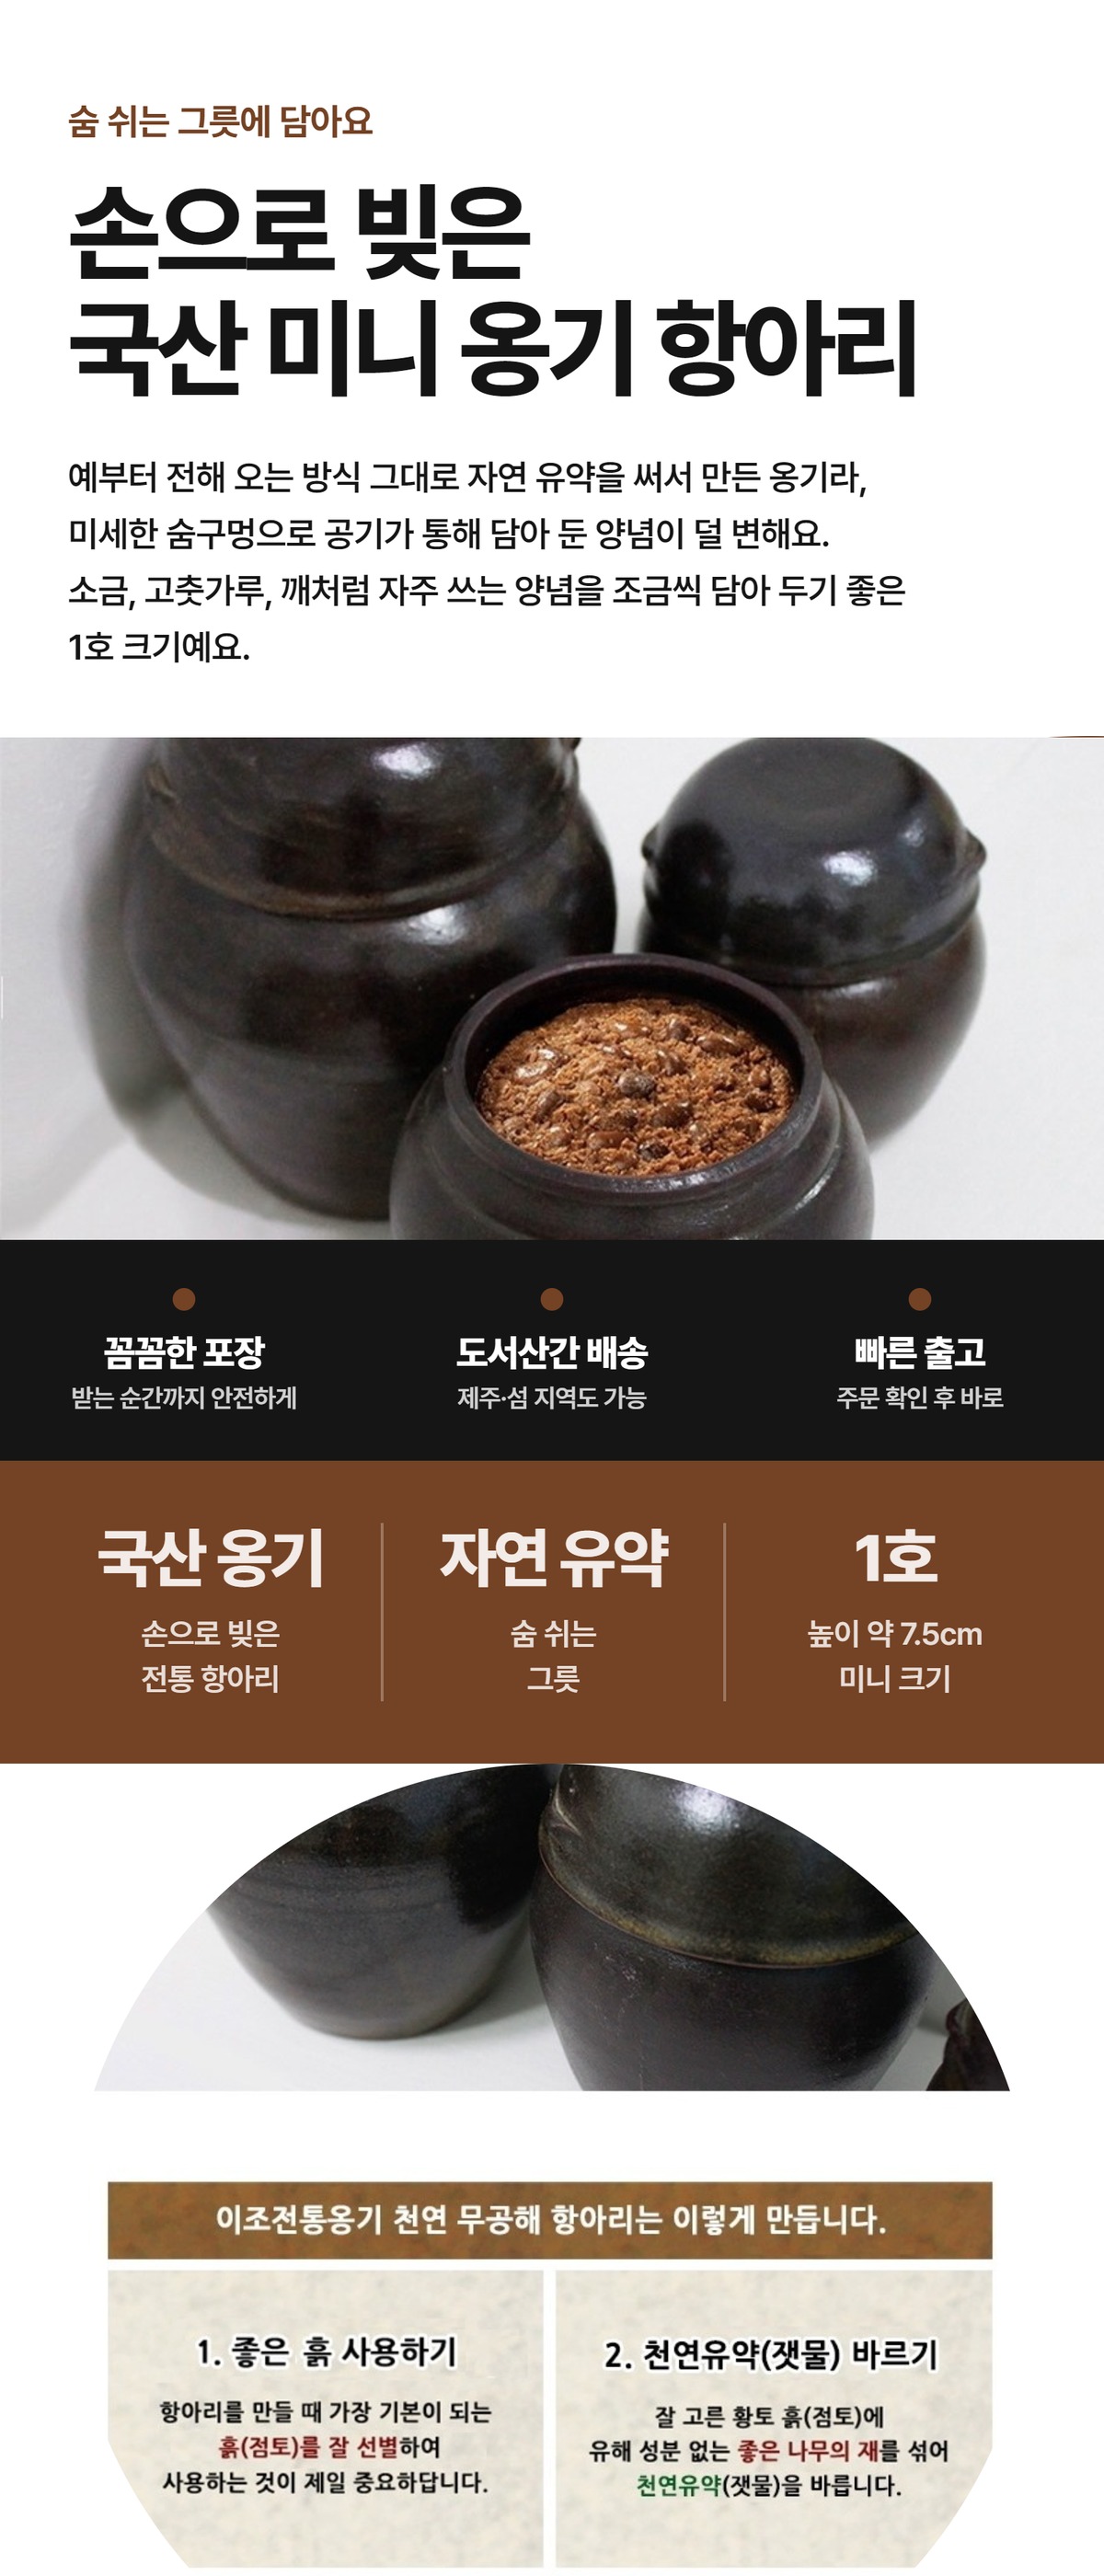 숨 쉬는 그릇에 담아요
손으로 빚은
국산 미니 옹기 항아리
예부터 전해 오는 방식 그대로 자연 유약을 써서 만든 옹기라,
미세한 숨구멍으로 공기가 통해 담아 둔 양념이 덜 변해요.
소금, 고춧가루, 깨처럼 자주 쓰는 양념을 조금씩 담아 두기 좋은
1호 크기예요.
꼼꼼한 포장
받는 순간까지 안전하게
도서산간 배송
제주·섬 지역도 가능
빠른 출고
주문 확인 후 바로
국산 옹기
손으로 빚은
전통 항아리
자연 유약
숨 쉬는
그릇
1호
높이 약 7.5cm
미니 크기
이조전통옹기 천연 무공해 항아리는 이렇게 만듭니다.
1. 좋은 흙 사용하기
항아리를 만들 때 가장 기본이 되는
흙(점토)를 잘 선별하여
사용하는 것이 제일 중요하답니다.
2. 천연유약(잿물) 바르기
잘 고른 황토 흙(점토)에
유해 성분 없는 좋은 나무의 재를 섞어
천연유약(잿물)을 바릅니다.